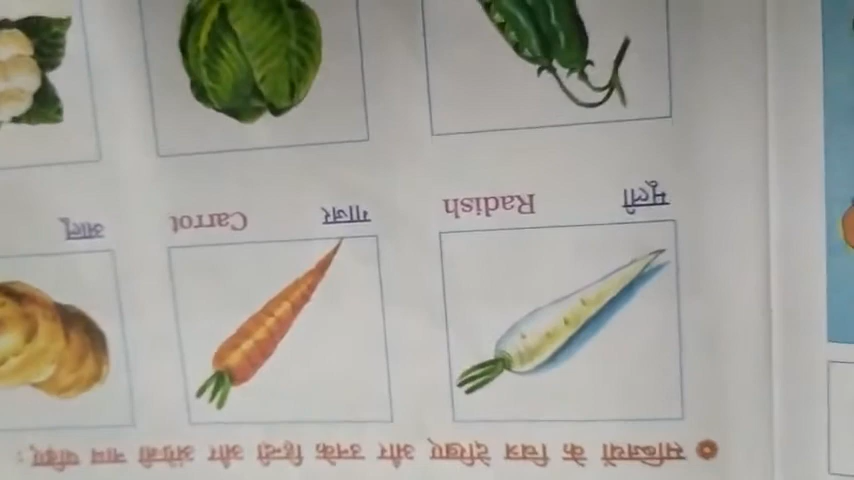 सब्जियों के चित्र देखिए और उनके हिन्दी और अंग्रेजी नाम पढ़िए :
मूली Radish गाजर Carrot आलू